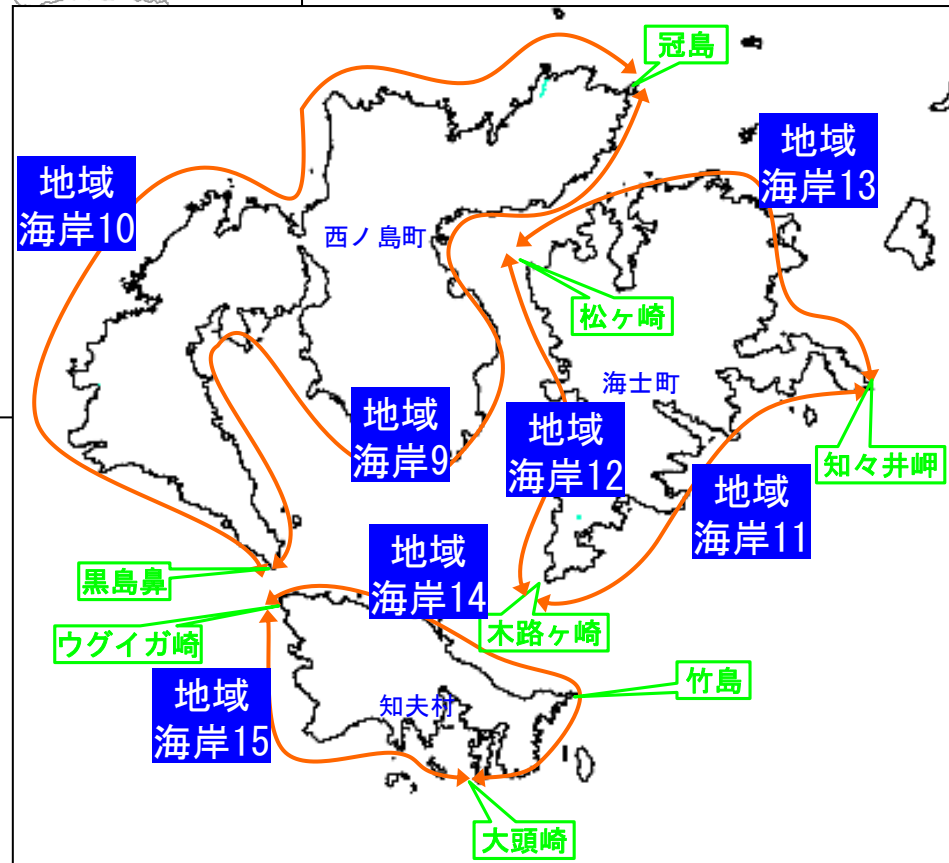 冠島
地域
海岸13
地域
海岸10
西ノ島町
松ヶ崎
海士町
地域
海岸9
地域
海岸12
知々井岬
地域
海岸11
地域
海岸14
黒島鼻
ウグイガ崎
木路ヶ崎
竹島
地域
海岸15
知夫村
大頭崎